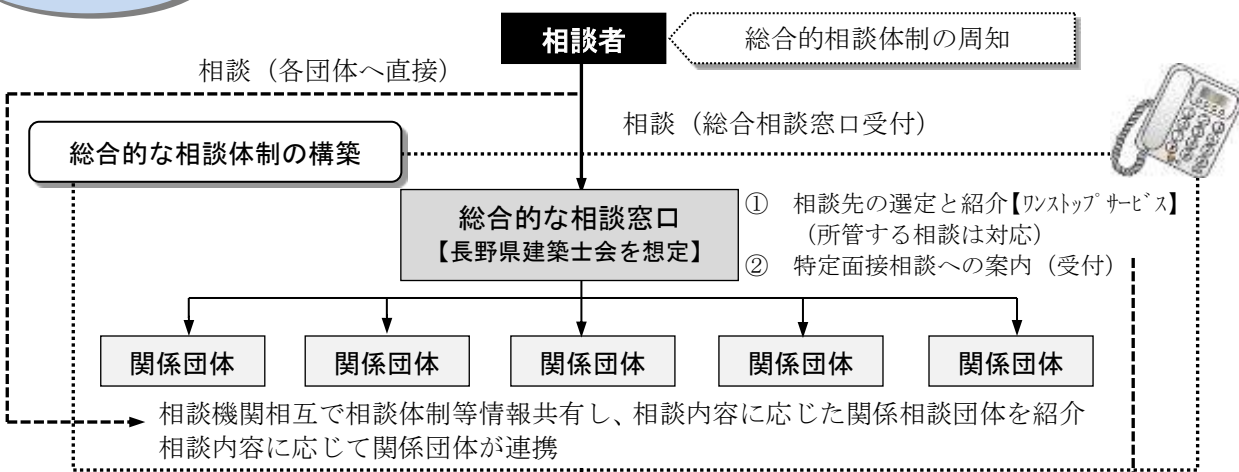 相談者
総合的相談体制の周知
相談（各団体へ直接）
相談（総合相談窓口受付）
総合的な相談体制の構築
総合的な相談窓口
【長野県建築士会を想定】
① 相談先の選定と紹介【ﾜﾝｽﾄｯﾌﾟｻｰﾋﾞｽ】
（所管する相談は対応）
② 特定面接相談への案内（受付）
関係団体
関係団体
関係団体
関係団体
関係団体
相談機関相互で相談体制等情報共有し、相談内容に応じた関係相談団体を紹介
相談内容に応じて関係団体が連携